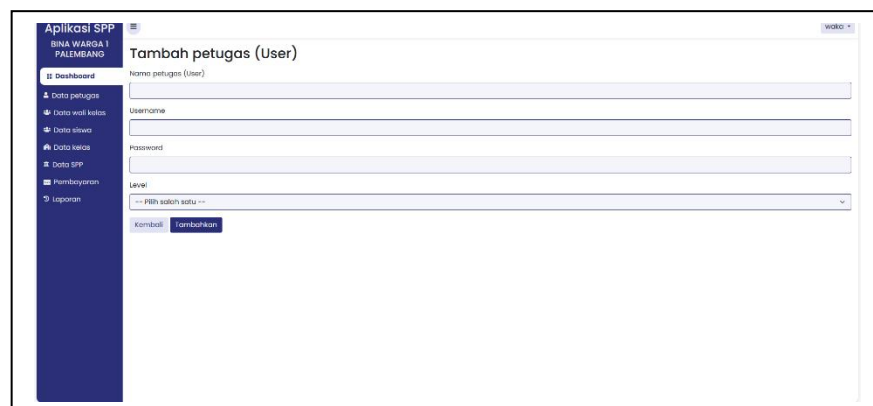 Aplikasi SPP
BINA WARGA 1
PALEMBANG
Dashboard
Data petugas
Data wali kelas
Data siswa
Data kelas
Data SPP
Pembayaran
Laporan
waka
Tambah petugas (User)
Nama petugas (User)
Username
Password
Level
-- Pilih salah satu --
Kembali Tambahkan